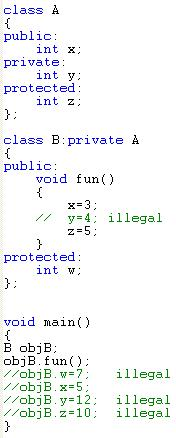 class A
{
public:
    int x;
private:
    int y;
protected:
    int z;
};

class B:private A
{
public:
    void fun()
    {
        x=3;
    //  y=4; illegal
        z=5;
    }
protected:
    int w;
};


void main()
{
B objB;
objB.fun();
//objB.w=7;   illegal
//objB.x=5;
//objB.y=12;  illegal
//objB.z=10;  illegal
}